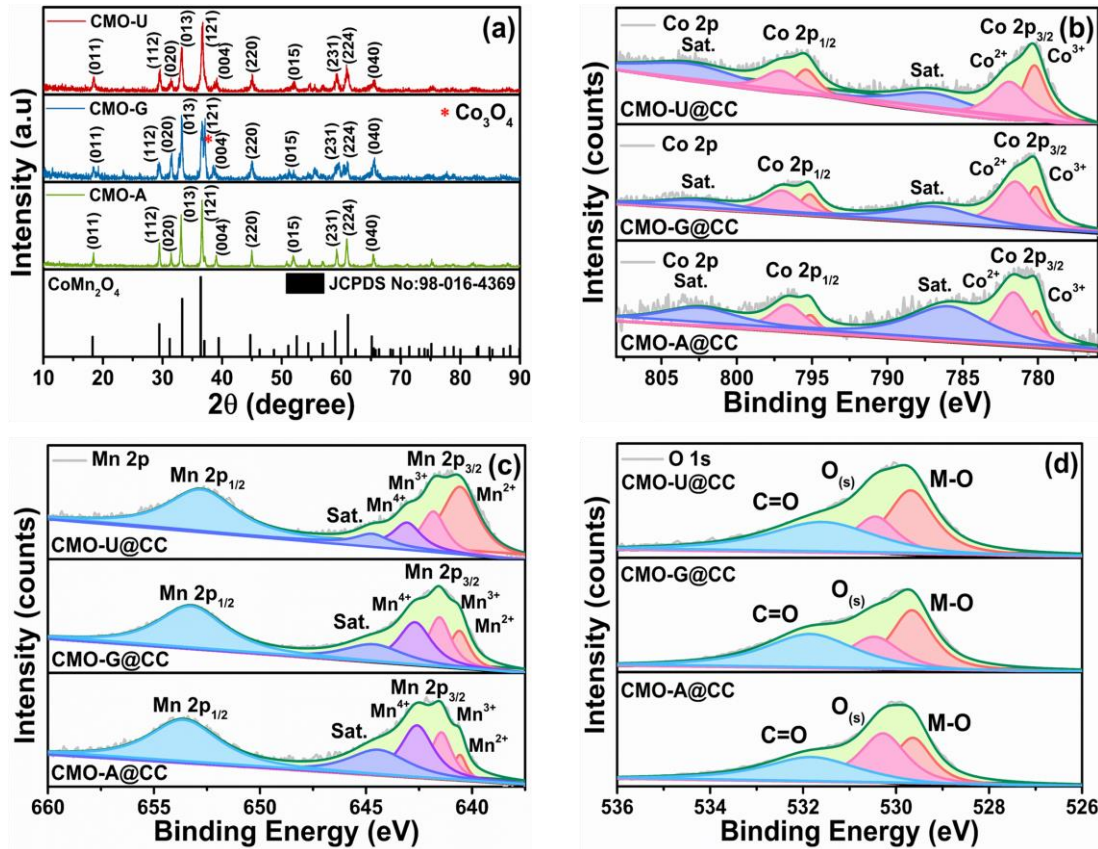 (a)
CMO-U
(011)
(112)
(020)
(013)
(121)
(004)
(220)
(015)
(231)
(224)
(040)
CMO-G
* Co₃O₄
(011)
(112)
(020)
(013)
*
(121)
(004)
(220)
(015)
(231)
(224)
(040)
CMO-A
(011)
(112)
(020)
(013)
(121)
(004)
(220)
(015)
(231)
(224)
(040)
CoMn₂O₄
JCPDS No:98-016-4369
10 20 30 40 50 60 70 80 90
2θ (degree)
Intensity (a.u)
(b)
Co 2p
Sat.
Co 2p₁/₂
Sat.
Co 2p₃/₂
Co²⁺
Co³⁺
CMO-U@CC
Co 2p
Sat.
Co 2p₁/₂
Sat.
Co 2p₃/₂
Co²⁺
Co³⁺
CMO-G@CC
Co 2p
Sat.
Co 2p₁/₂
Sat.
Co 2p₃/₂
Co²⁺
Co³⁺
CMO-A@CC
805 800 795 790 785 780
Binding Energy (eV)
Intensity (counts)
(c)
Mn 2p
Mn 2p₁/₂
Mn 2p₃/₂
Sat.
Mn⁴⁺
Mn³⁺
Mn²⁺
CMO-U@CC
Mn 2p₁/₂
Mn 2p₃/₂
Sat.
Mn⁴⁺
Mn³⁺
Mn²⁺
CMO-G@CC
Mn 2p₁/₂
Mn 2p₃/₂
Sat.
Mn⁴⁺
Mn³⁺
Mn²⁺
CMO-A@CC
660 655 650 645 640
Binding Energy (eV)
Intensity (counts)
(d)
O 1s
CMO-U@CC
C=O
O₍ₛ₎
M-O
CMO-G@CC
C=O
O₍ₛ₎
M-O
CMO-A@CC
C=O
O₍ₛ₎
M-O
536 534 532 530 528 526
Binding Energy (eV)
Intensity (counts)